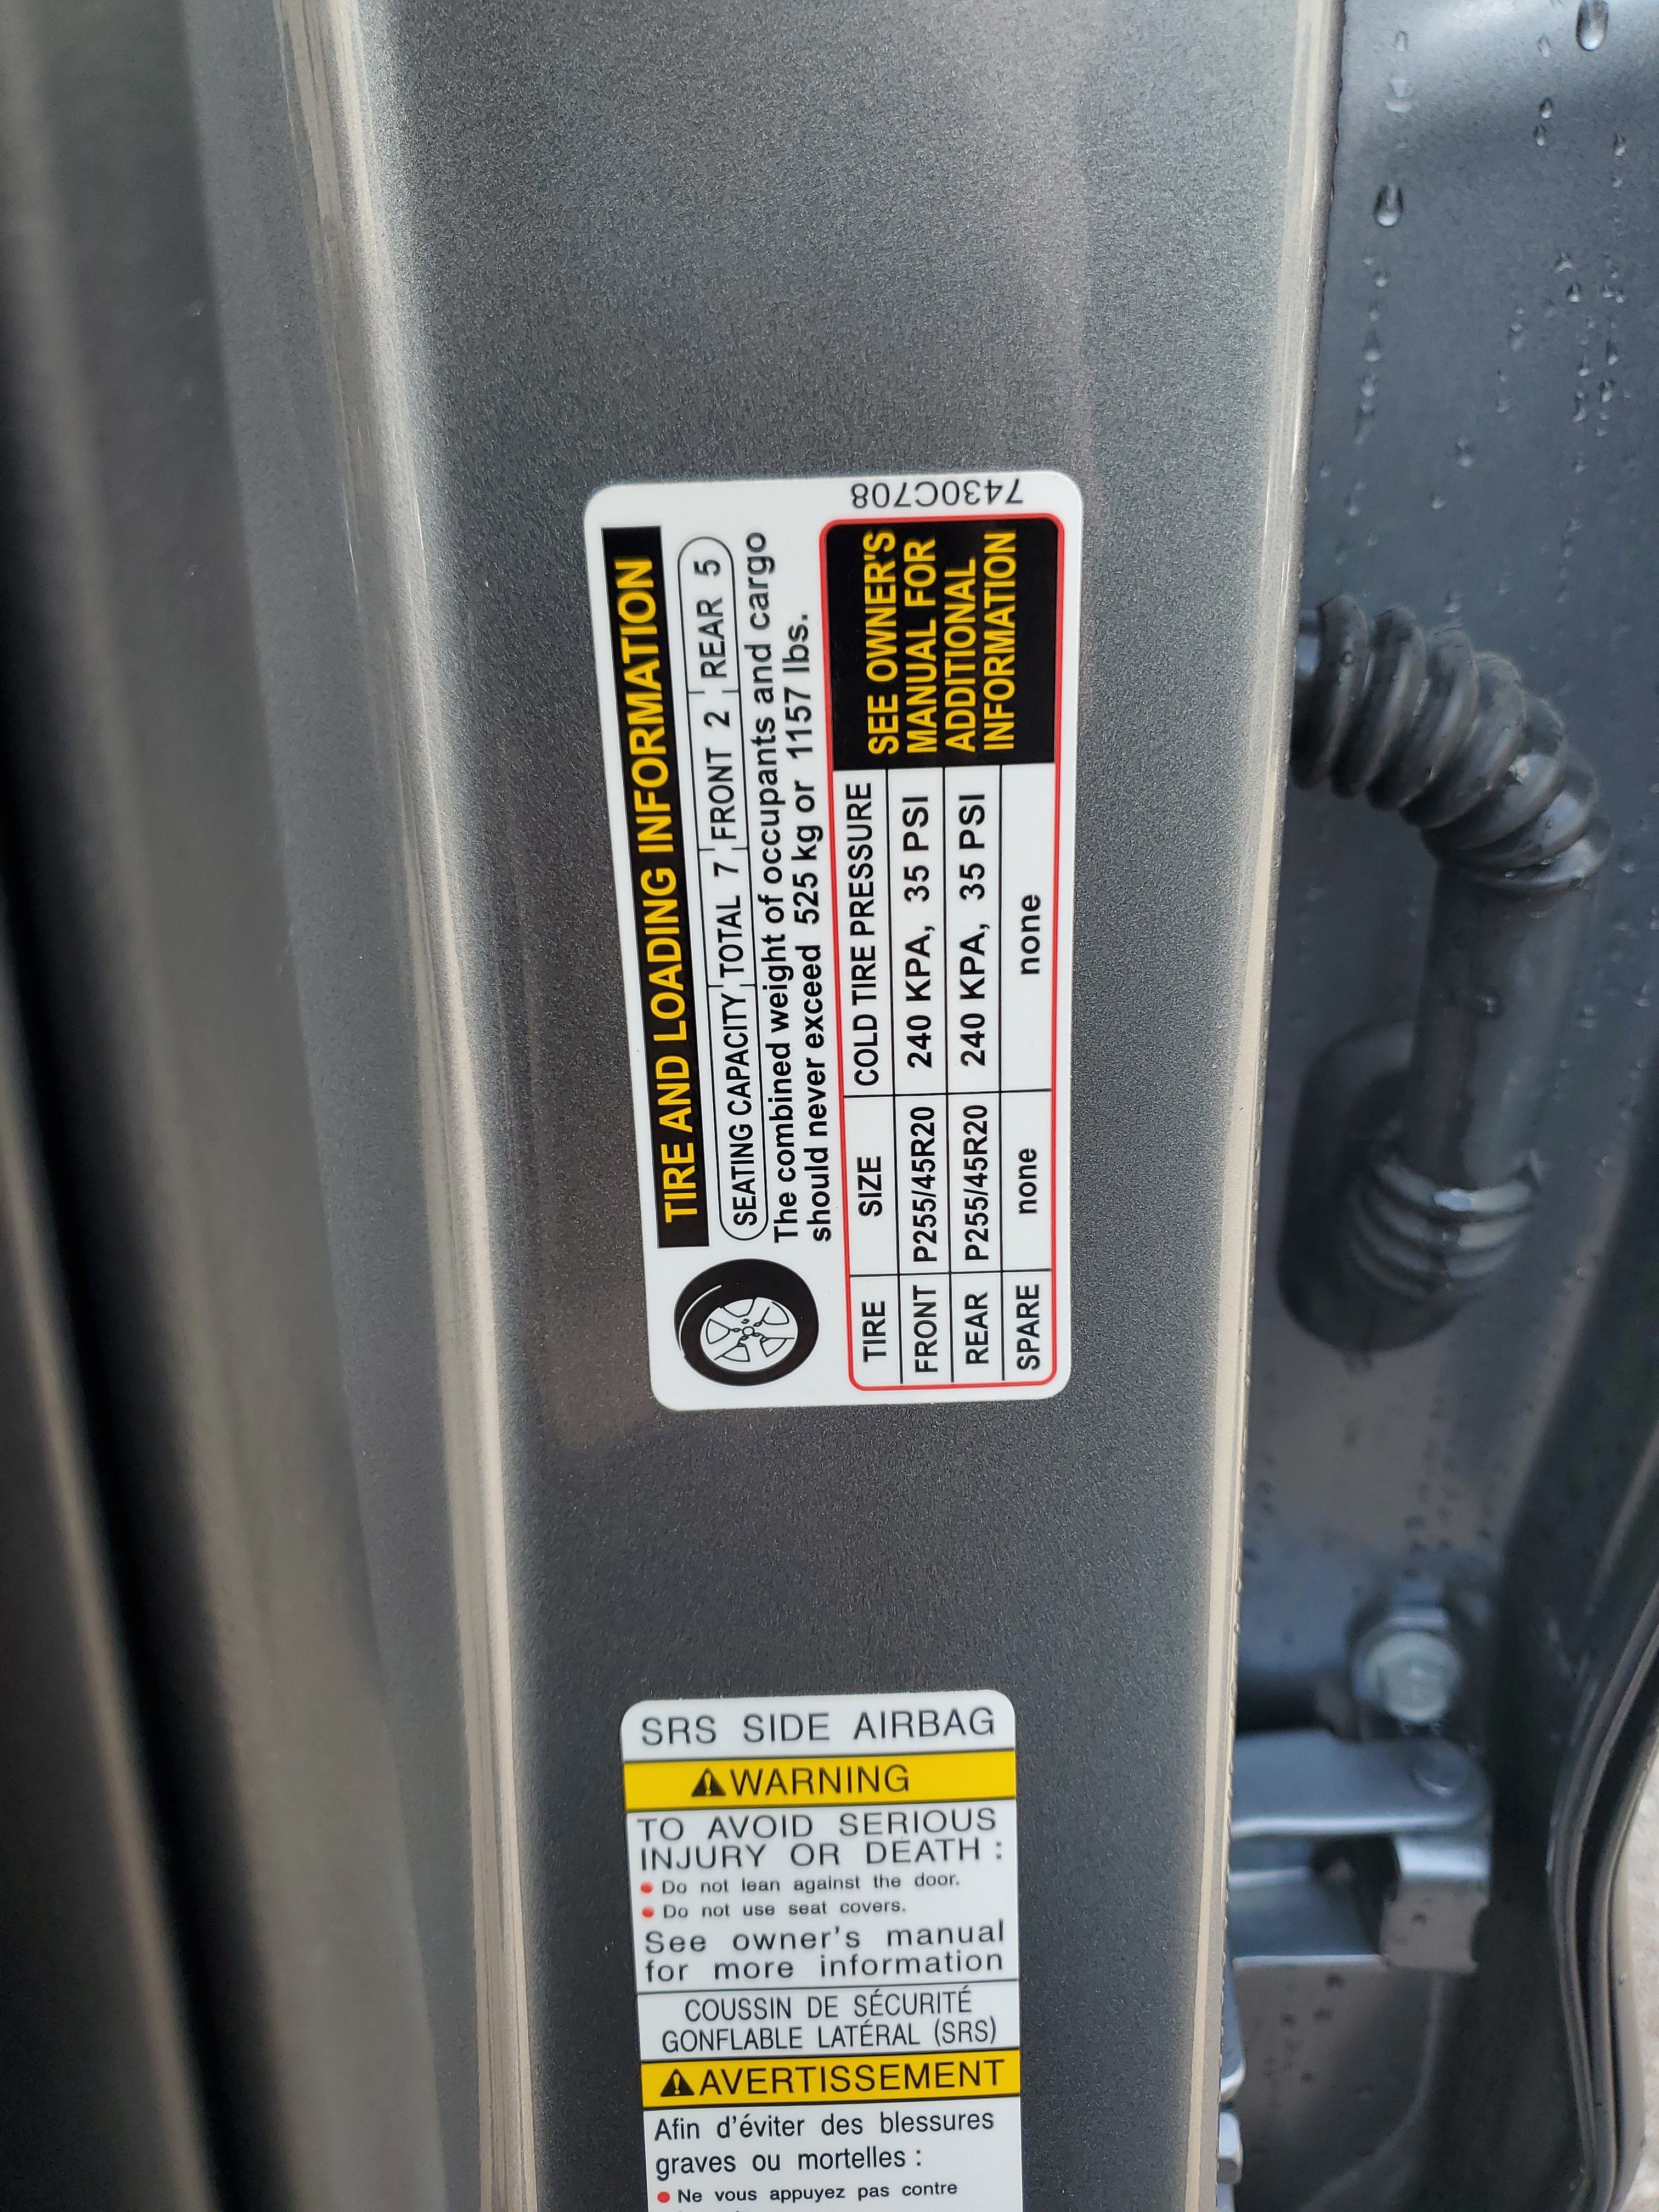 TIRE AND LOADING INFORMATION
SEATING CAPACITY TOTAL 7 FRONT 2 REAR 5
The combined weight of occupants and cargo
should never exceed 525 kg or 1157 lbs.
TIRE SIZE COLD TIRE PRESSURE
FRONT P255/45R20 240 KPA, 35 PSI
REAR P255/45R20 240 KPA, 35 PSI
SPARE none none
SEE OWNER'S
MANUAL FOR
ADDITIONAL
INFORMATION
7430C708
SRS SIDE AIRBAG
WARNING
TO AVOID SERIOUS
INJURY OR DEATH :
• Do not lean against the door.
• Do not use seat covers.
See owner's manual
for more information
COUSSIN DE SÉCURITÉ
GONFLABLE LATÉRAL (SRS)
AVERTISSEMENT
Afin d'éviter des blessures
graves ou mortelles :
• Ne vous appuyez pas contre